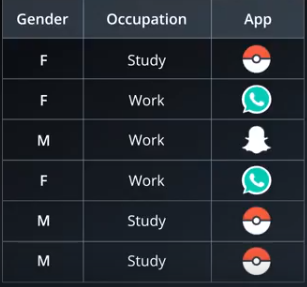 Gender Occupation App
F Study
F Work
M Work
F Work
M Study
M Study